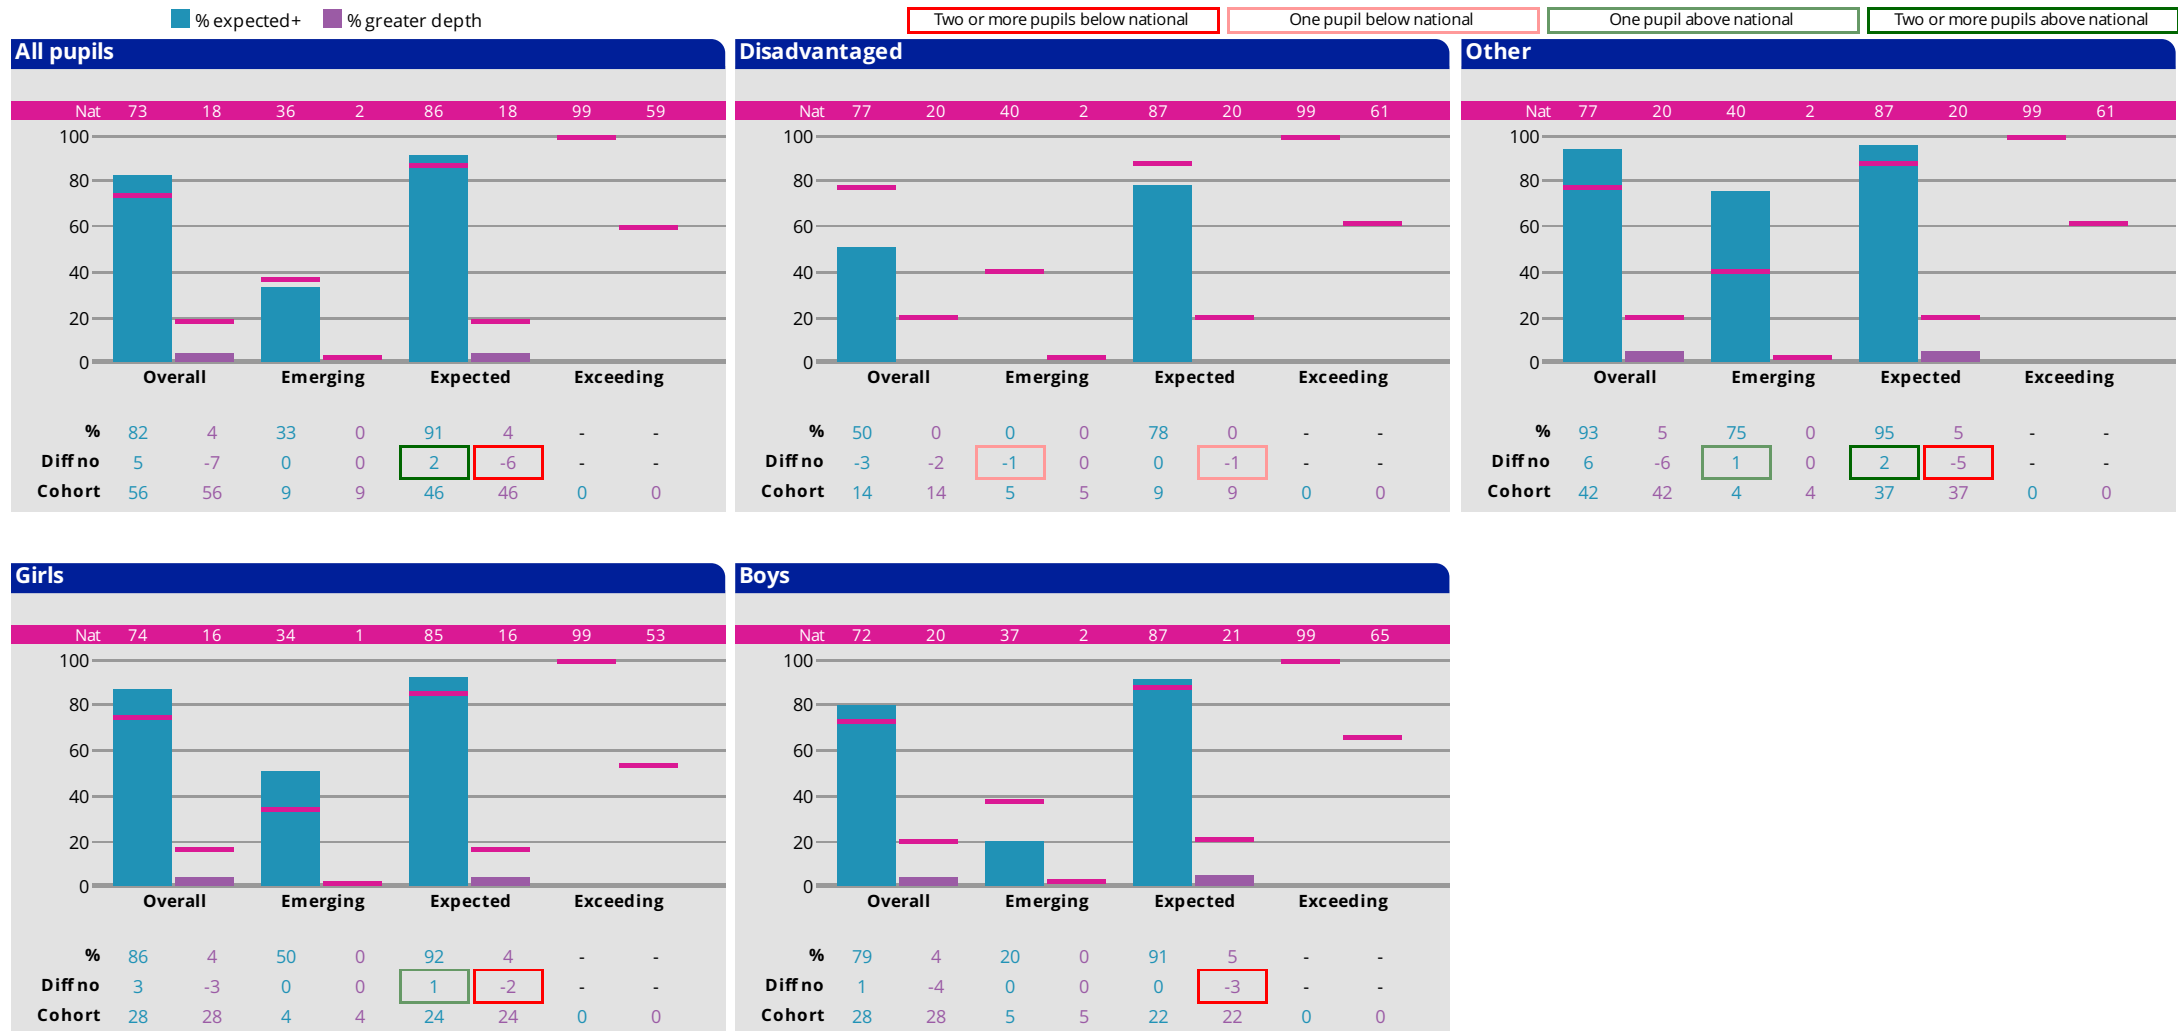 % expected+ % greater depth Two or more pupils below national One pupil below national One pupil above national Two or more pupils above national
All pupils
Nat 73 18 36 2 86 18 99 59
100
80
60
40
20
0
Overall Emerging Expected Exceeding
% 82 4 33 0 91 4 - -
Diff no 5 -7 0 0 2 -6 - -
Cohort 56 56 9 9 46 46 0 0
Disadvantaged
Nat 77 20 40 2 87 20 99 61
100
80
60
40
20
0
Overall Emerging Expected Exceeding
% 50 0 0 0 78 0 - -
Diff no -3 -2 -1 0 0 -1 - -
Cohort 14 14 5 5 9 9 0 0
Other
Nat 77 20 40 2 87 20 99 61
100
80
60
40
20
0
Overall Emerging Expected Exceeding
% 93 5 75 0 95 5 - -
Diff no 6 -6 1 0 2 -5 - -
Cohort 42 42 4 4 37 37 0 0
Girls
Nat 74 16 34 1 85 16 99 53
100
80
60
40
20
0
Overall Emerging Expected Exceeding
% 86 4 50 0 92 4 - -
Diff no 3 -3 0 0 1 -2 - -
Cohort 28 28 4 4 24 24 0 0
Boys
Nat 72 20 37 2 87 21 99 65
100
80
60
40
20
0
Overall Emerging Expected Exceeding
% 79 4 20 0 91 5 - -
Diff no 1 -4 0 0 0 -3 - -
Cohort 28 28 5 5 22 22 0 0